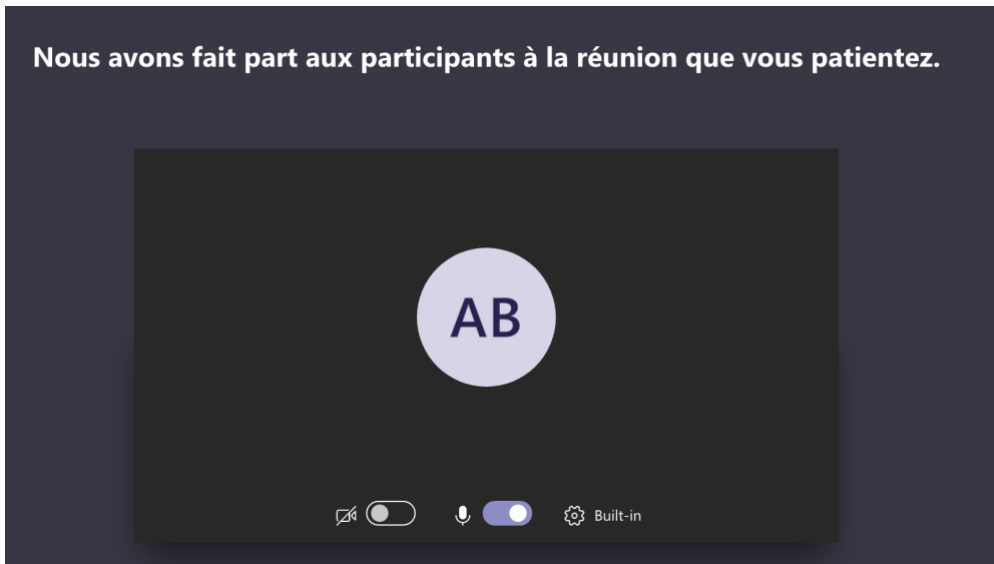 Nous avons fait part aux participants à la réunion que vous patientez.
AB
Built-in